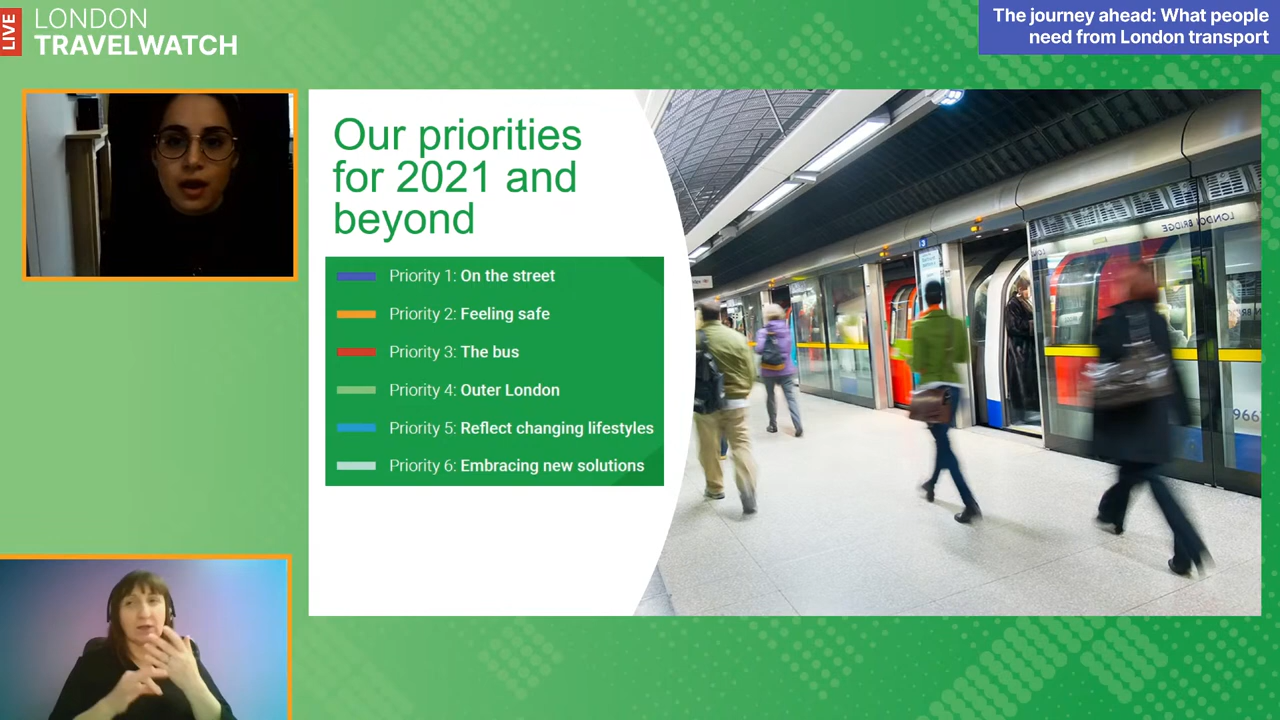 LIVE
LONDON
TRAVELWATCH
The journey ahead: What people
need from London transport
Our priorities
for 2021 and
beyond
Priority 1: On the street
Priority 2: Feeling safe
Priority 3: The bus
Priority 4: Outer London
Priority 5: Reflect changing lifestyles
Priority 6: Embracing new solutions
LONDON BRIDGE